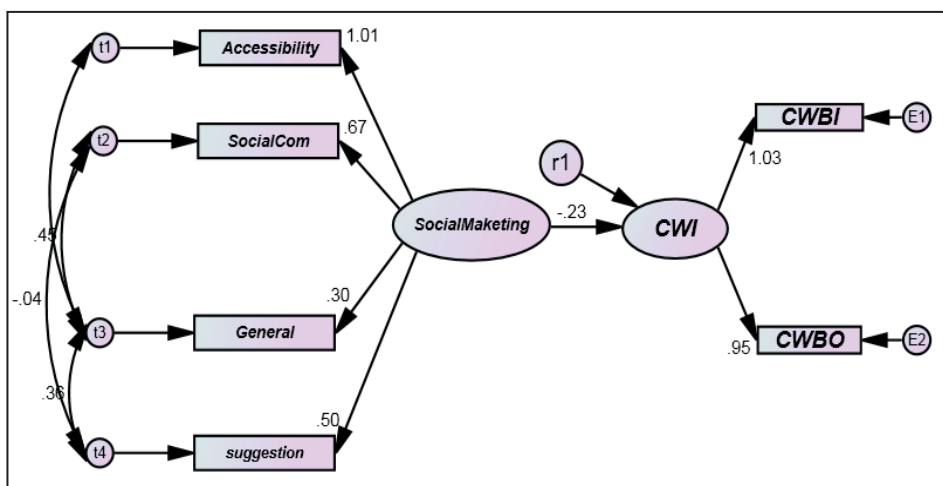 t1
Accessibility
1.01
t2
SocialCom
.67
CWBI
E1
1.03
r1
SocialMaketing
-.23
CWI
.45
-.04
t3
General
.30
.95
CWBO
E2
.36
t4
suggestion
.50